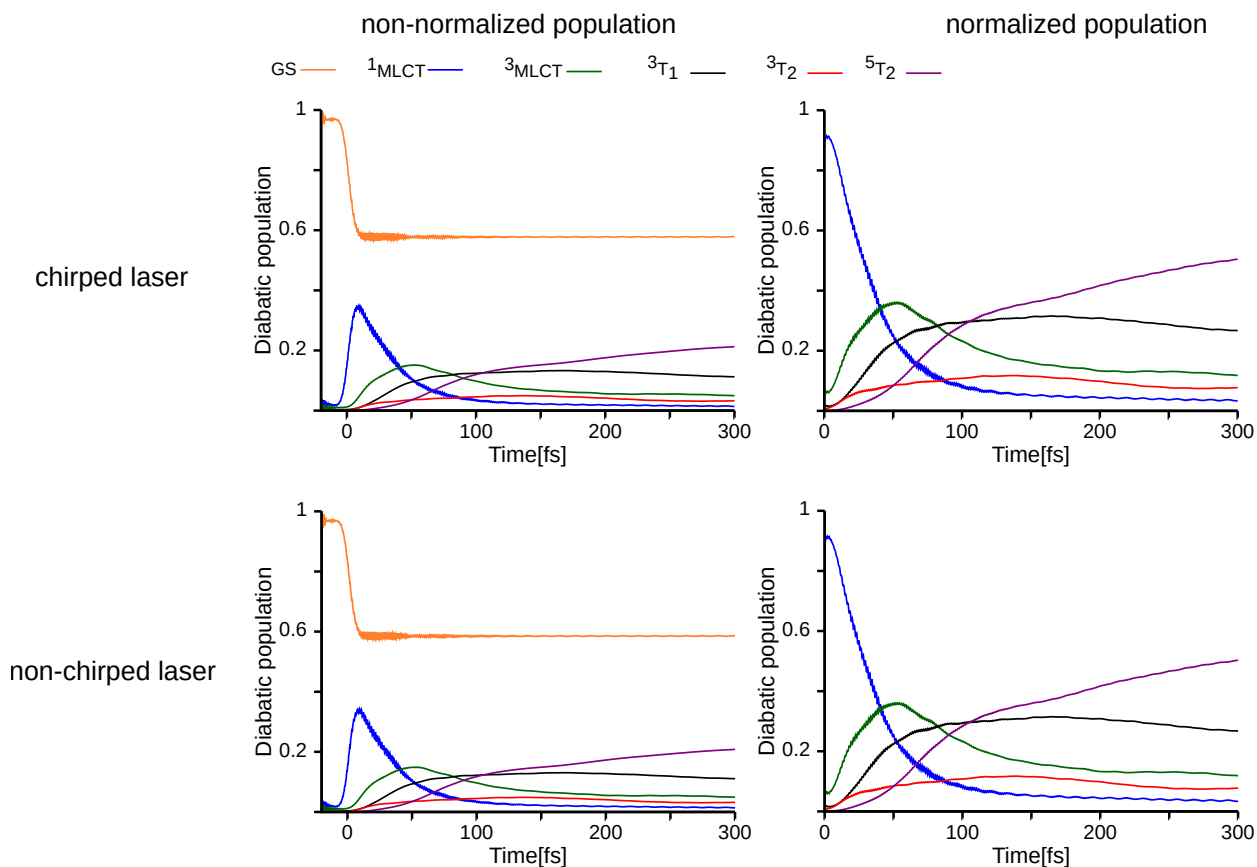 non-normalized population normalized population
GS ¹MLCT ³MLCT ³T₁ ³T₂ ⁵T₂
chirped laser
Diabatic population
1
0.6
0.2
0 100 200 300
Time[fs]
Diabatic population
1
0.6
0.2
0 100 200 300
Time[fs]
non-chirped laser
Diabatic population
1
0.6
0.2
0 100 200 300
Time[fs]
Diabatic population
1
0.6
0.2
0 100 200 300
Time[fs]